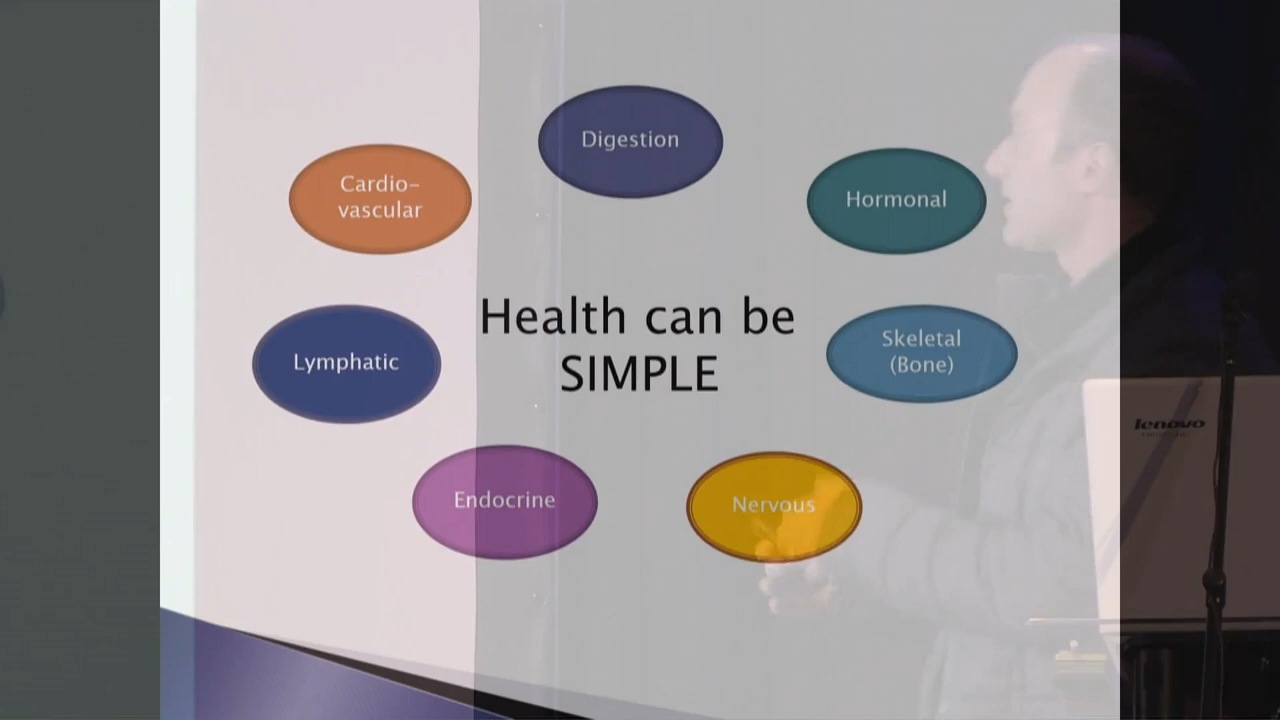 Digestion
Cardio-
vascular
Hormonal
Health can be
SIMPLE
Skeletal
(Bone)
Lymphatic
Endocrine
Nervous
lenovo